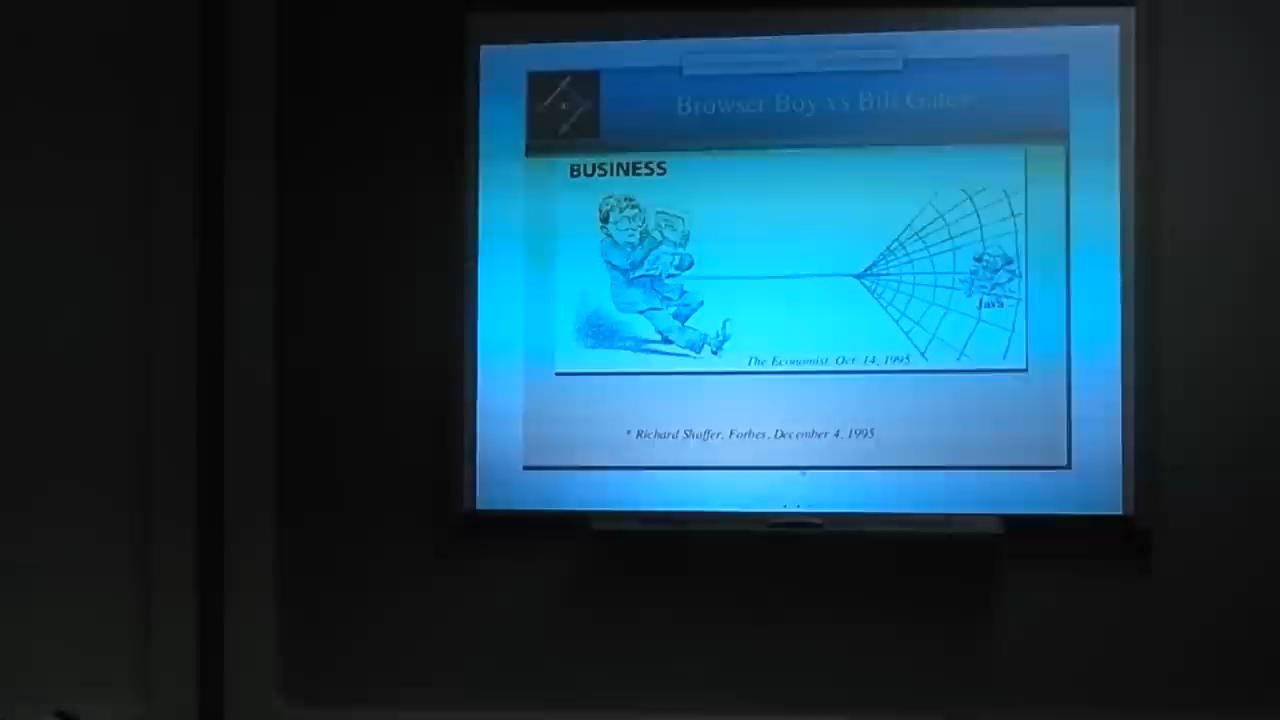 Browser Boy vs Bill Gates*
BUSINESS
Java
The Economist, Oct. 14, 1995
* Richard Shaffer, Forbes, December 4, 1995